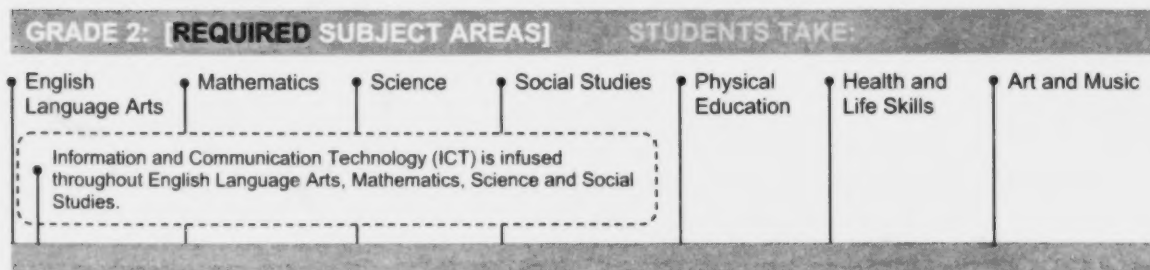 GRADE 2: [REQUIRED SUBJECT AREAS] STUDENTS TAKE:
English
Language Arts
Mathematics
Science
Social Studies
Physical
Education
Health and
Life Skills
Art and Music
Information and Communication Technology (ICT) is infused
throughout English Language Arts, Mathematics, Science and Social
Studies.